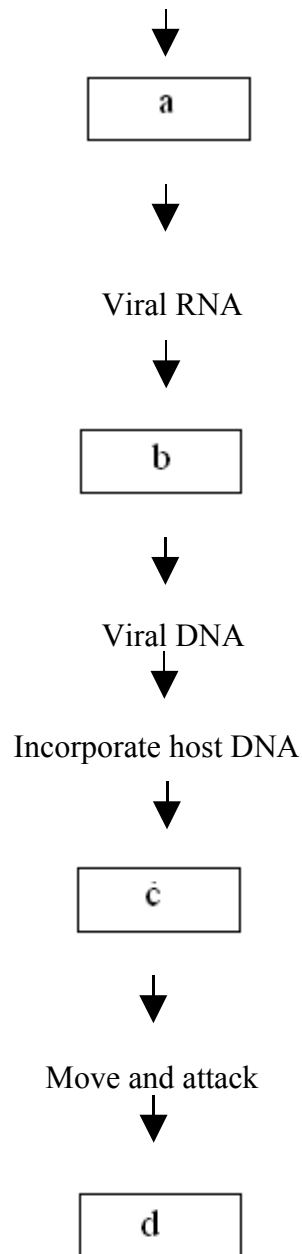 a
Viral RNA
b
Viral DNA
Incorporate host DNA
c
Move and attack
d